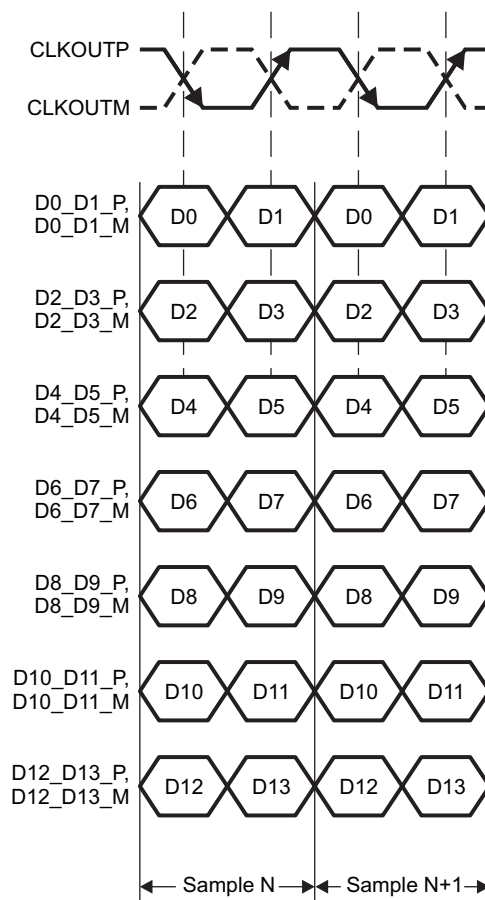 CLKOUTP
CLKOUTM
D0_D1_P,
D0_D1_M
D0 D1 D0 D1
D2_D3_P,
D2_D3_M
D2 D3 D2 D3
D4_D5_P,
D4_D5_M
D4 D5 D4 D5
D6_D7_P,
D6_D7_M
D6 D7 D6 D7
D8_D9_P,
D8_D9_M
D8 D9 D8 D9
D10_D11_P,
D10_D11_M
D10 D11 D10 D11
D12_D13_P,
D12_D13_M
D12 D13 D12 D13
Sample N Sample N+1